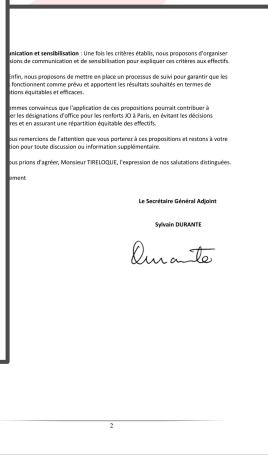 unication et sensibilisation : Une fois les critères établis, nous proposons d'organiser
sions de communication et de sensibilisation pour expliquer ces critères aux effectifs.
Enfin, nous proposons de mettre en place un processus de suivi pour garantir que les
fonctionnent comme prévu et apportent les résultats souhaités en termes de
tions équitables et efficaces.
ommes convaincus que l'application de ces propositions pourrait contribuer à
er les désignations d'office pour les renforts JO à Paris, en évitant les décisions
res et en assurant une répartition équitable des effectifs.
ous remercions de l'attention que vous porterez à ces propositions et restons à votre
tion pour toute discussion ou information supplémentaire.
ous prions d'agréer, Monsieur TIRELOQUE, l'expression de nos salutations distinguées.
ement
Le Secrétaire Général Adjoint
Sylvain DURANTE
Durante
2